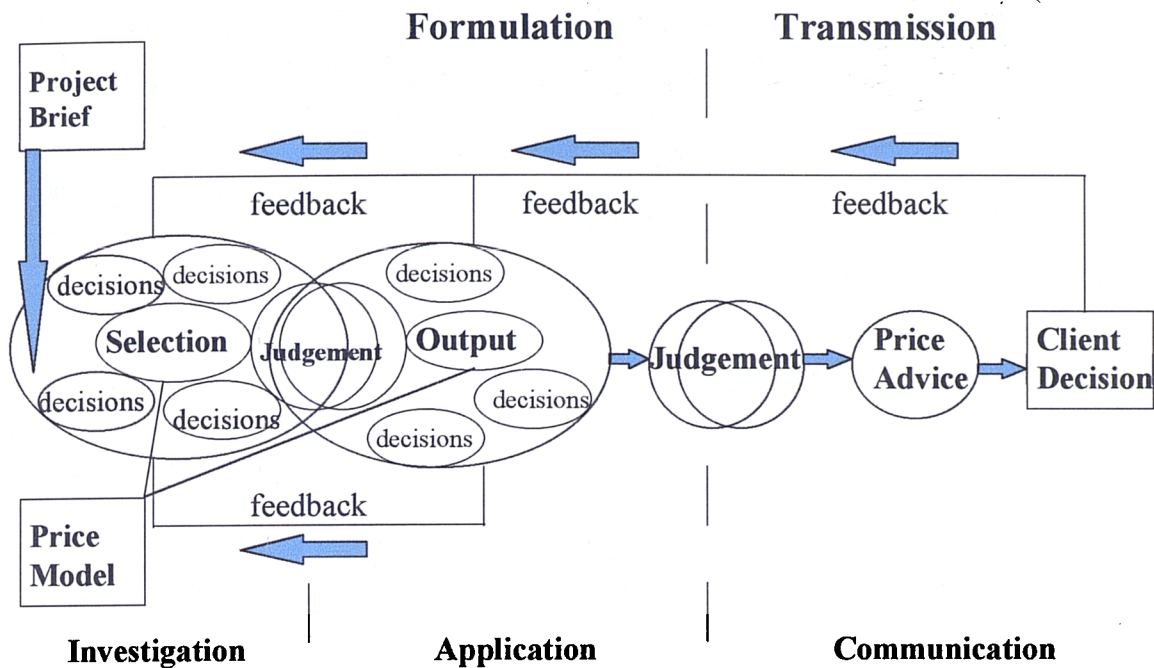 Formulation
Transmission
Project
Brief
feedback
feedback
feedback
decisions
decisions
decisions
Selection
Judgement
Output
Judgement
Price
Advice
Client
Decision
decisions
decisions
decisions
decisions
feedback
Price
Model
Investigation
Application
Communication